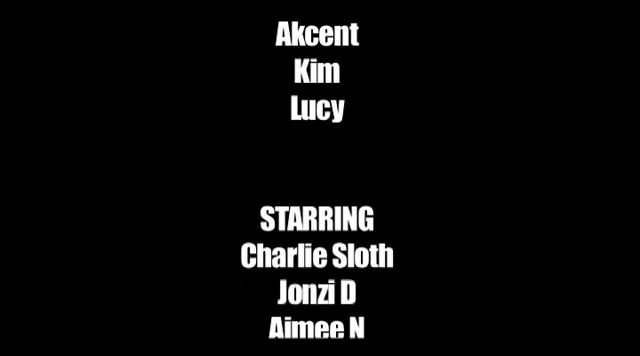 Akcent
Kim
Lucy
STARRING
Charlie Sloth
Jonzi D
Aimee N